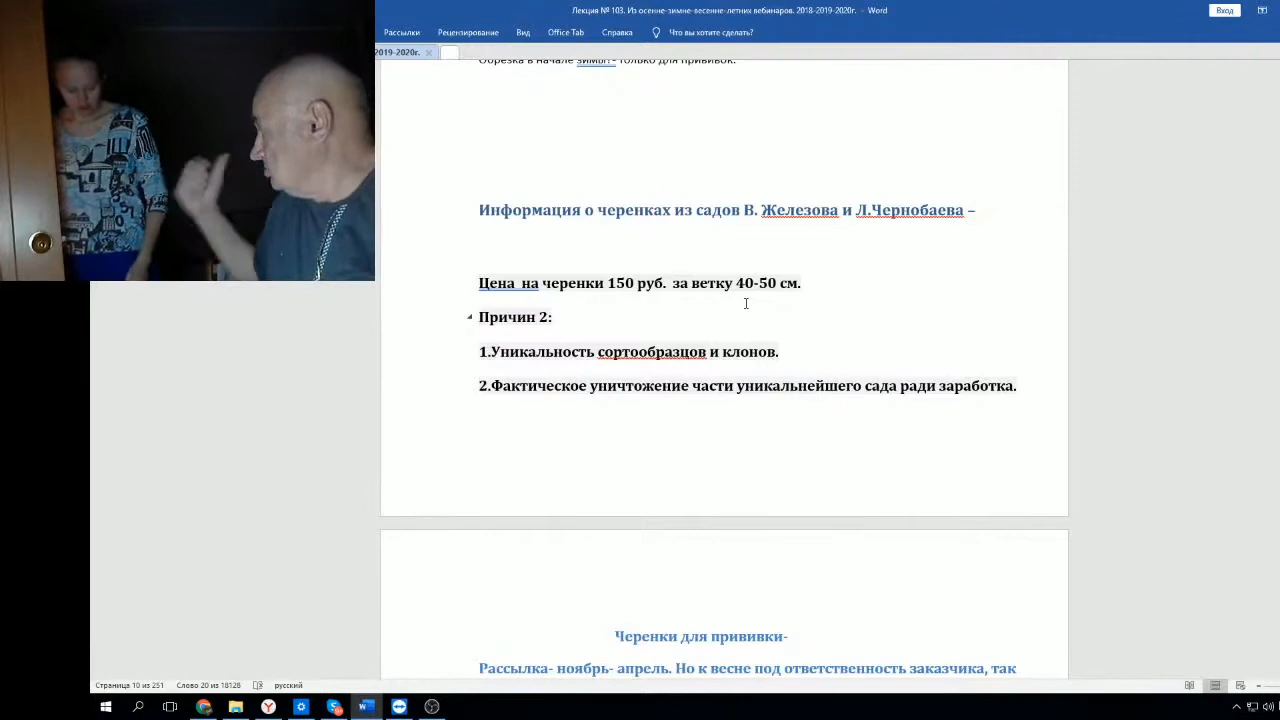 Лекция № 103. Из осенне-зимне-весенне-летних вебинаров. 2018-2019-2020г. - Word
Вход
Рассылки Рецензирование Вид Office Tab Справка Что вы хотите сделать?
2019-2020г.
Обрезка в начале зимы?- только для прививок.
Информация о черенках из садов В. Железова и Л.Чернобаева –
Цена на черенки 150 руб. за ветку 40-50 см.
Причин 2:
1.Уникальность сортообразцов и клонов.
2.Фактическое уничтожение части уникальнейшего сада ради заработка.
Черенки для прививки-
Рассылка- ноябрь- апрель. Но к весне под ответственность заказчика, так
Страница 10 из 251 Слово 20 из 18128 русский